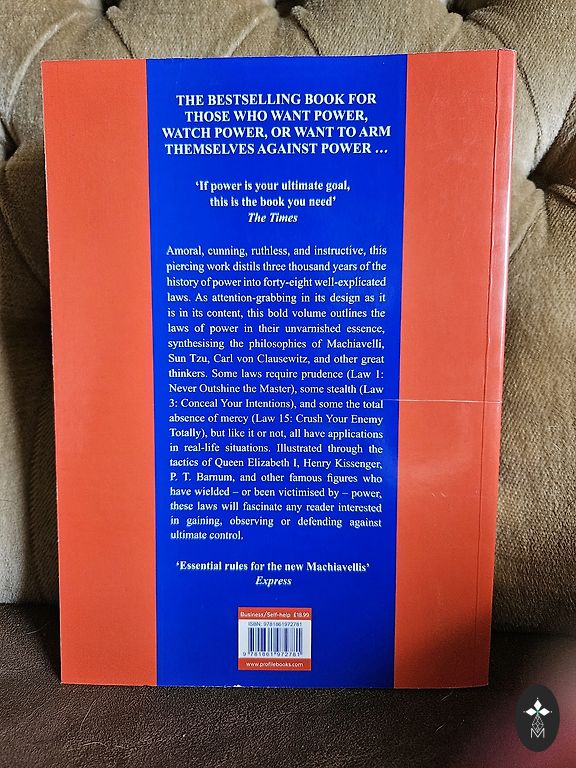 THE BESTSELLING BOOK FOR
THOSE WHO WANT POWER,
WATCH POWER, OR WANT TO ARM
THEMSELVES AGAINST POWER ...
‘If power is your ultimate goal,
this is the book you need’
The Times
Amoral, cunning, ruthless, and instructive, this
piercing work distils three thousand years of the
history of power into forty-eight well-explicated
laws. As attention-grabbing in its design as it
is in its content, this bold volume outlines the
laws of power in their unvarnished essence,
synthesising the philosophies of Machiavelli,
Sun Tzu, Carl von Clausewitz, and other great
thinkers. Some laws require prudence (Law 1:
Never Outshine the Master), some stealth (Law
3: Conceal Your Intentions), and some the total
absence of mercy (Law 15: Crush Your Enemy
Totally), but like it or not, all have applications
in real-life situations. Illustrated through the
tactics of Queen Elizabeth I, Henry Kissenger,
P. T. Barnum, and other famous figures who
have wielded – or been victimised by – power,
these laws will fascinate any reader interested
in gaining, observing or defending against
ultimate control.
‘Essential rules for the new Machiavellis’
Express
Business/Self-help £18.99
ISBN: 9781861972781
9 781861 972781
www.profilebooks.com
M